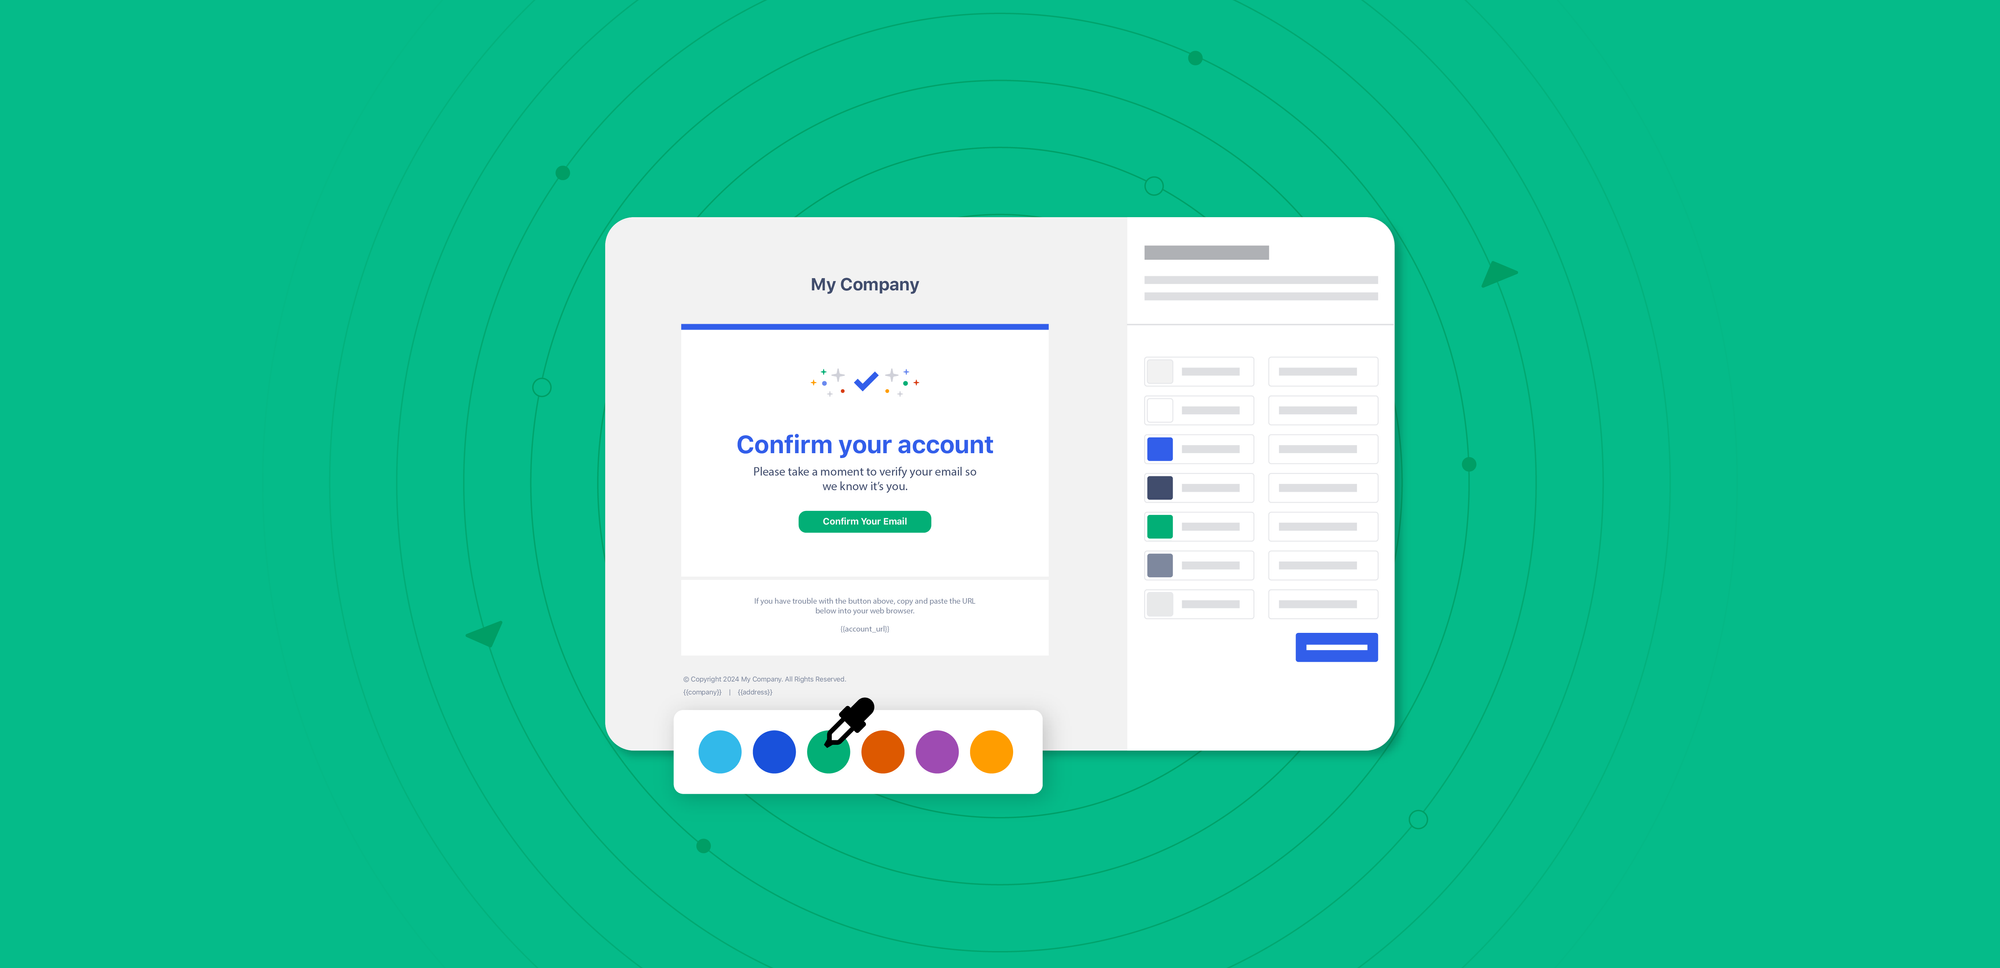 My Company
Confirm your account
Please take a moment to verify your email so
we know it's you.
Confirm Your Email
If you have trouble with the button above, copy and paste the URL
below into your web browser.
{{account_url}}
© Copyright 2024 My Company. All Rights Reserved.
{{company}} | {{address}}